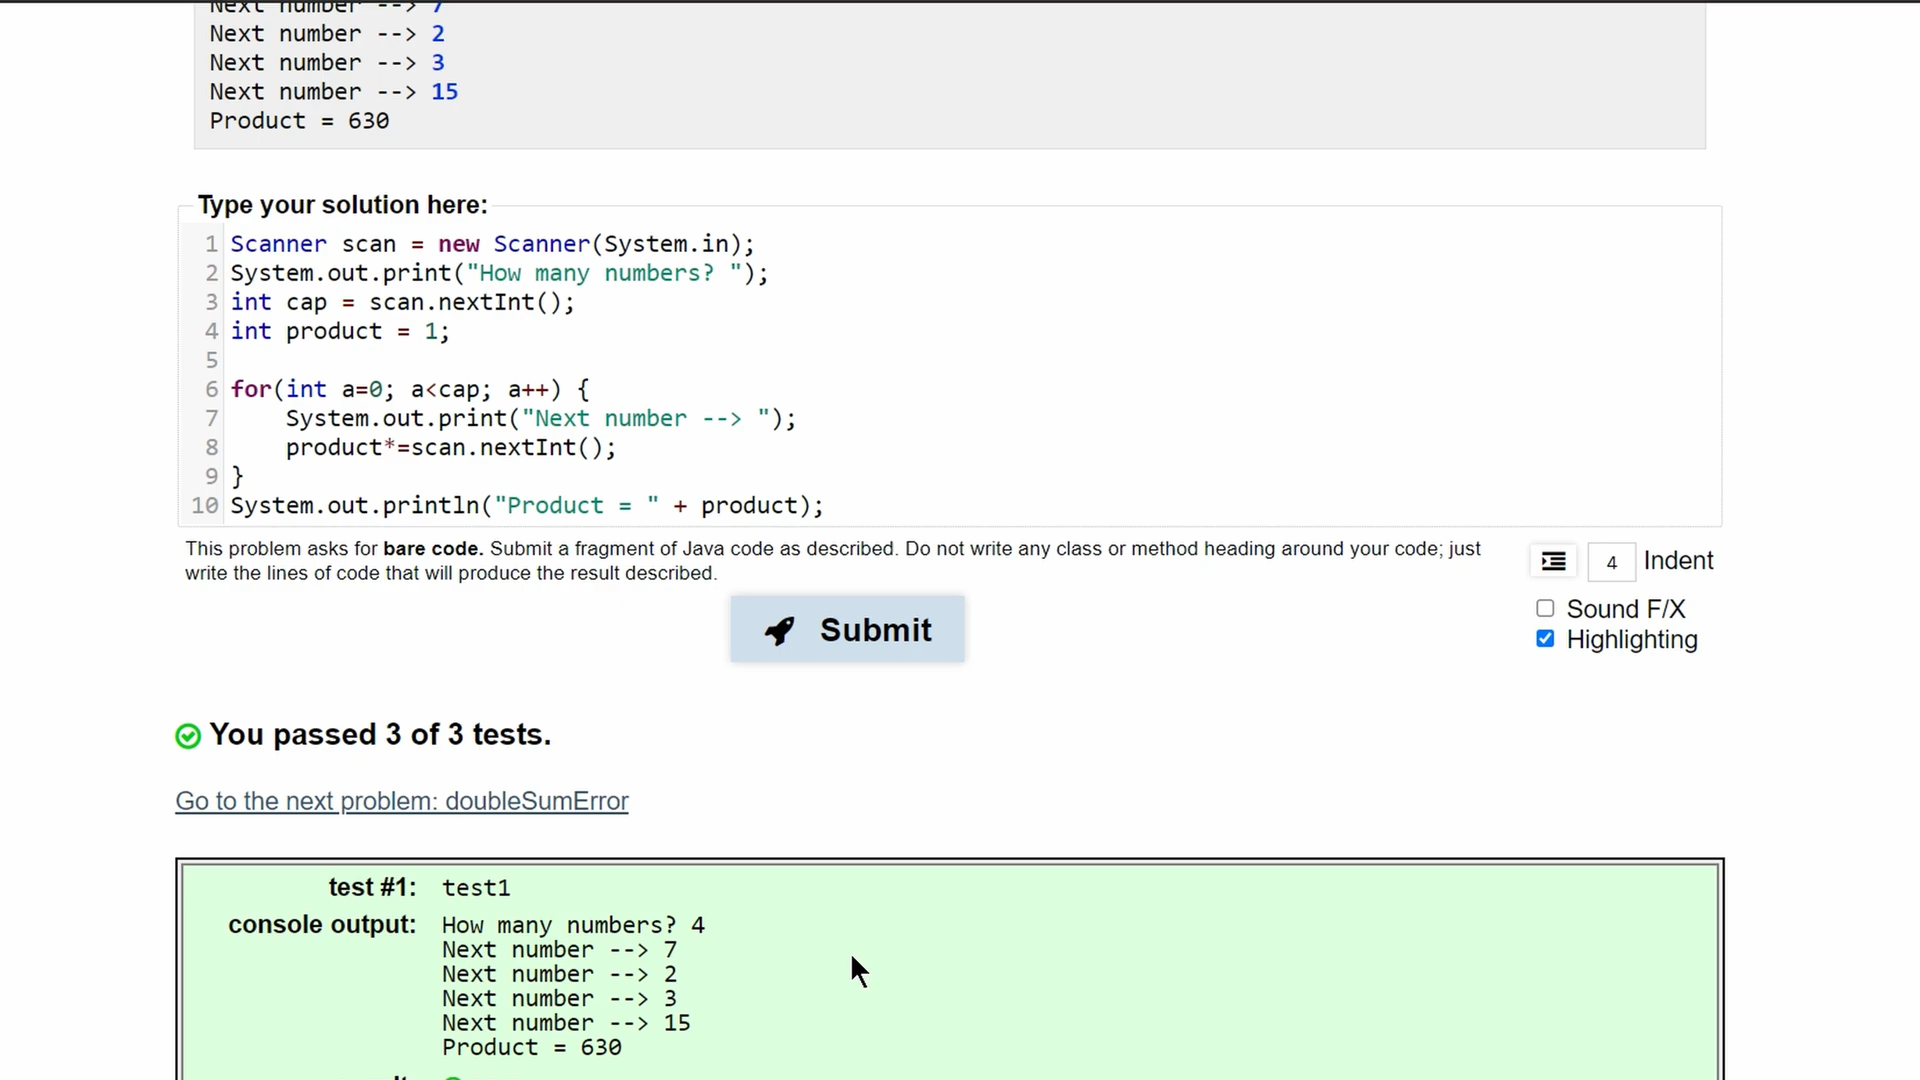 Next number --> 7
Next number --> 2
Next number --> 3
Next number --> 15
Product = 630
Type your solution here:
1 Scanner scan = new Scanner(System.in);
2 System.out.print("How many numbers? ");
3 int cap = scan.nextInt();
4 int product = 1;
5
6 for(int a=0; a<cap; a++) {
7     System.out.print("Next number --> ");
8     product*=scan.nextInt();
9 }
10 System.out.println("Product = " + product);
This problem asks for bare code. Submit a fragment of Java code as described. Do not write any class or method heading around your code; just
write the lines of code that will produce the result described.
4 Indent
Sound F/X
Highlighting
Submit
You passed 3 of 3 tests.
Go to the next problem: doubleSumError
test #1: test1
console output: How many numbers? 4
Next number --> 7
Next number --> 2
Next number --> 3
Next number --> 15
Product = 630